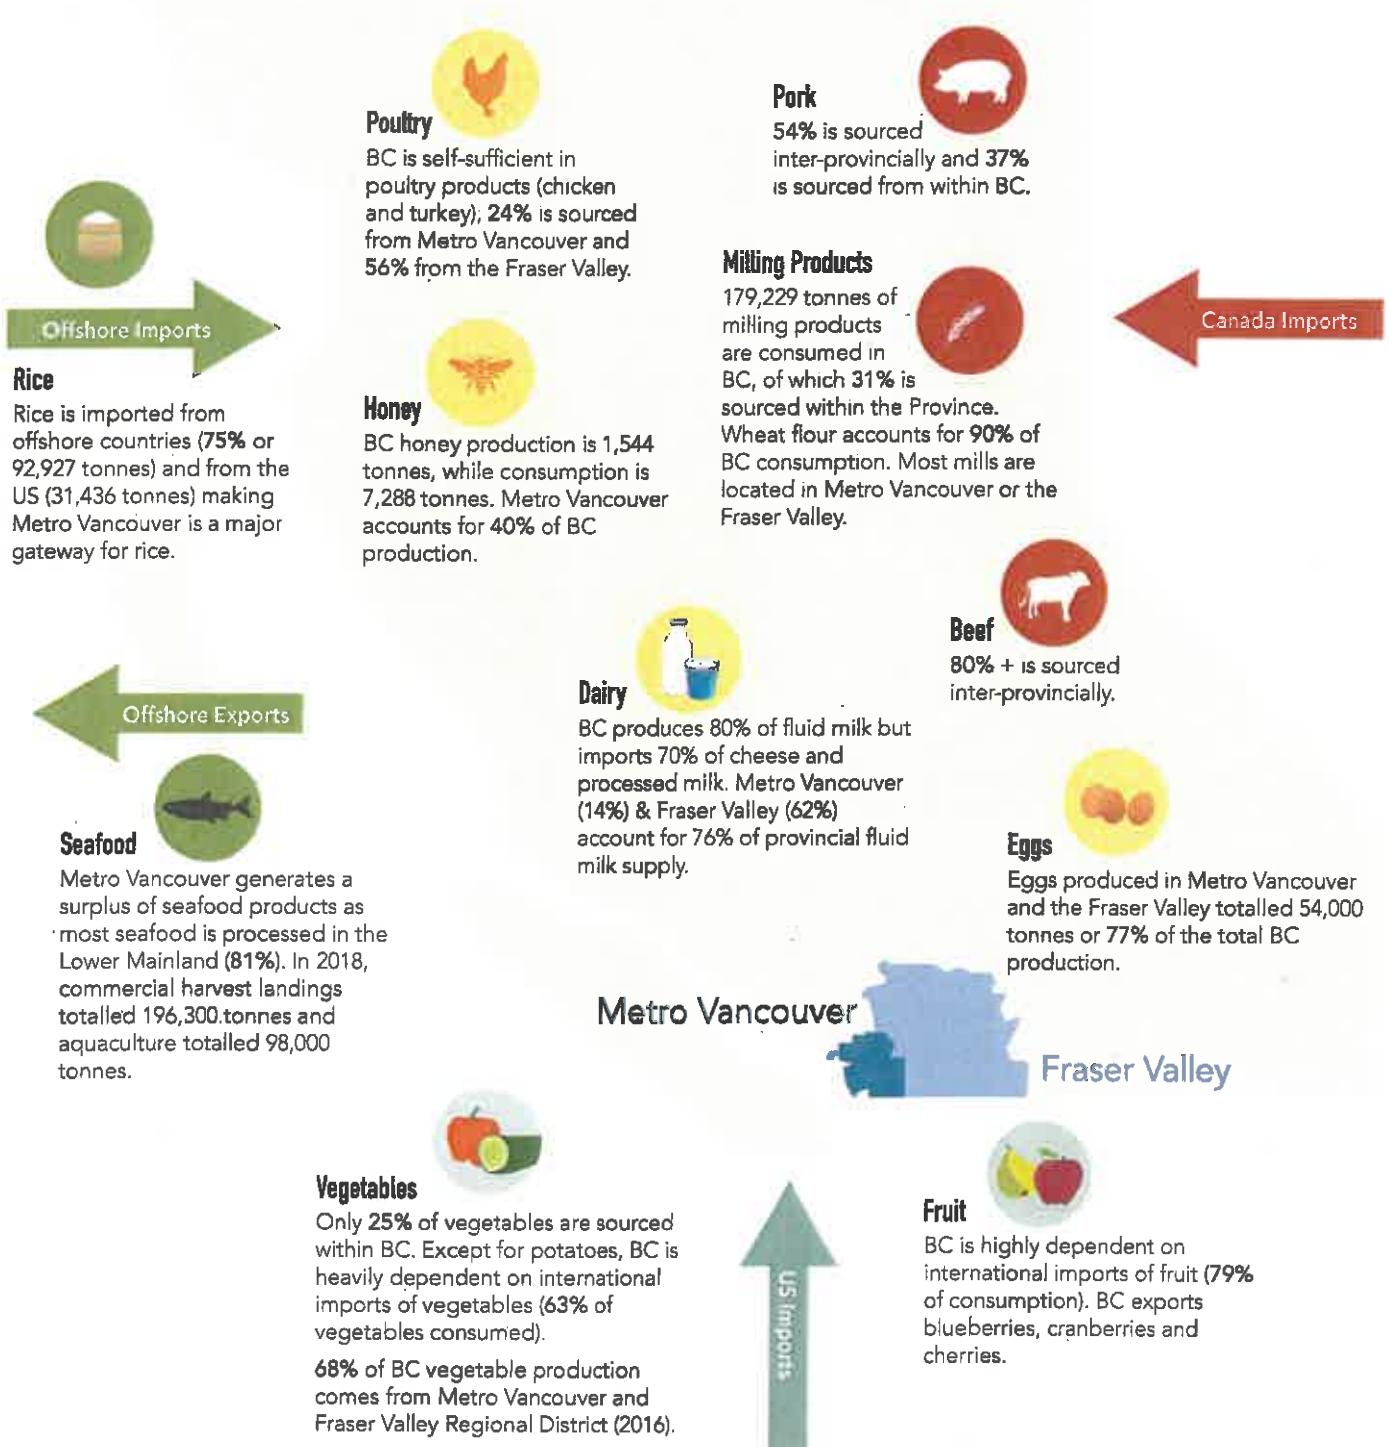 Poultry
BC is self-sufficient in
poultry products (chicken
and turkey); 24% is sourced
from Metro Vancouver and
56% from the Fraser Valley.
Pork
54% is sourced
inter-provincially and 37%
is sourced from within BC.
Offshore Imports
Rice
Rice is imported from
offshore countries (75% or
92,927 tonnes) and from the
US (31,436 tonnes) making
Metro Vancouver is a major
gateway for rice.
Honey
BC honey production is 1,544
tonnes, while consumption is
7,288 tonnes. Metro Vancouver
accounts for 40% of BC
production.
Milling Products
179,229 tonnes of
milling products
are consumed in
BC, of which 31% is
sourced within the Province.
Wheat flour accounts for 90% of
BC consumption. Most mills are
located in Metro Vancouver or the
Fraser Valley.
Canada Imports
Beef
80% + is sourced
inter-provincially.
Offshore Exports
Seafood
Metro Vancouver generates a
surplus of seafood products as
most seafood is processed in the
Lower Mainland (81%). In 2018,
commercial harvest landings
totalled 196,300.tonnes and
aquaculture totalled 98,000
tonnes.
Dairy
BC produces 80% of fluid milk but
imports 70% of cheese and
processed milk. Metro Vancouver
(14%) & Fraser Valley (62%)
account for 76% of provincial fluid
milk supply.
Eggs
Eggs produced in Metro Vancouver
and the Fraser Valley totalled 54,000
tonnes or 77% of the total BC
production.
Metro Vancouver
Fraser Valley
Vegetables
Only 25% of vegetables are sourced
within BC. Except for potatoes, BC is
heavily dependent on international
imports of vegetables (63% of
vegetables consumed).
68% of BC vegetable production
comes from Metro Vancouver and
Fraser Valley Regional District (2016).
US Imports
Fruit
BC is highly dependent on
international imports of fruit (79%
of consumption). BC exports
blueberries, cranberries and
cherries.